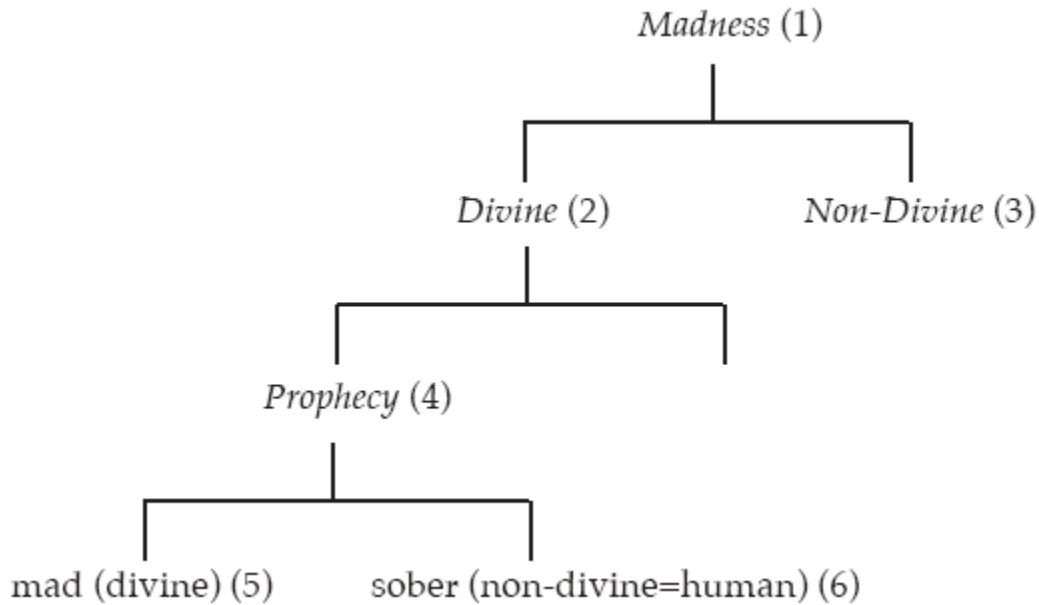 Madness (1)
Divine (2) Non-Divine (3)
Prophecy (4)
mad (divine) (5) sober (non-divine=human) (6)